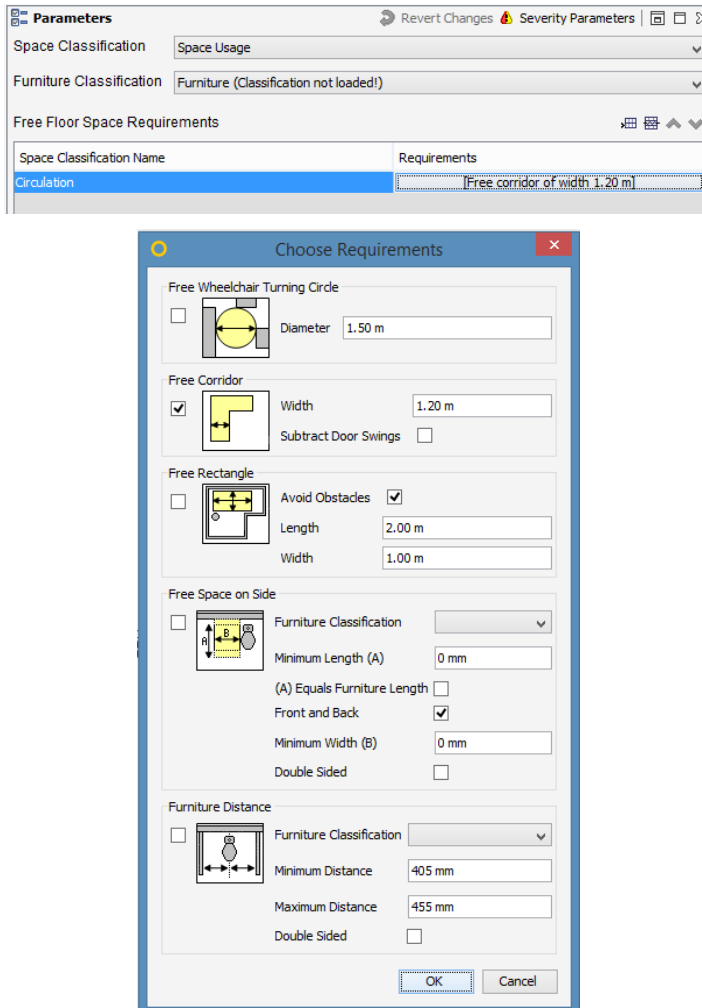 Parameters Revert Changes Severity Parameters
Space Classification Space Usage
Furniture Classification Furniture (Classification not loaded!)
Free Floor Space Requirements
Space Classification Name Requirements
Circulation [Free corridor of width 1.20 m]
Choose Requirements
Free Wheelchair Turning Circle
Diameter 1.50 m
Free Corridor
Width 1.20 m
Subtract Door Swings
Free Rectangle
Avoid Obstacles
Length 2.00 m
Width 1.00 m
Free Space on Side
Furniture Classification
A B
Minimum Length (A) 0 mm
(A) Equals Furniture Length
Front and Back
Minimum Width (B) 0 mm
Double Sided
Furniture Distance
Furniture Classification
Minimum Distance 405 mm
Maximum Distance 455 mm
Double Sided
OK Cancel